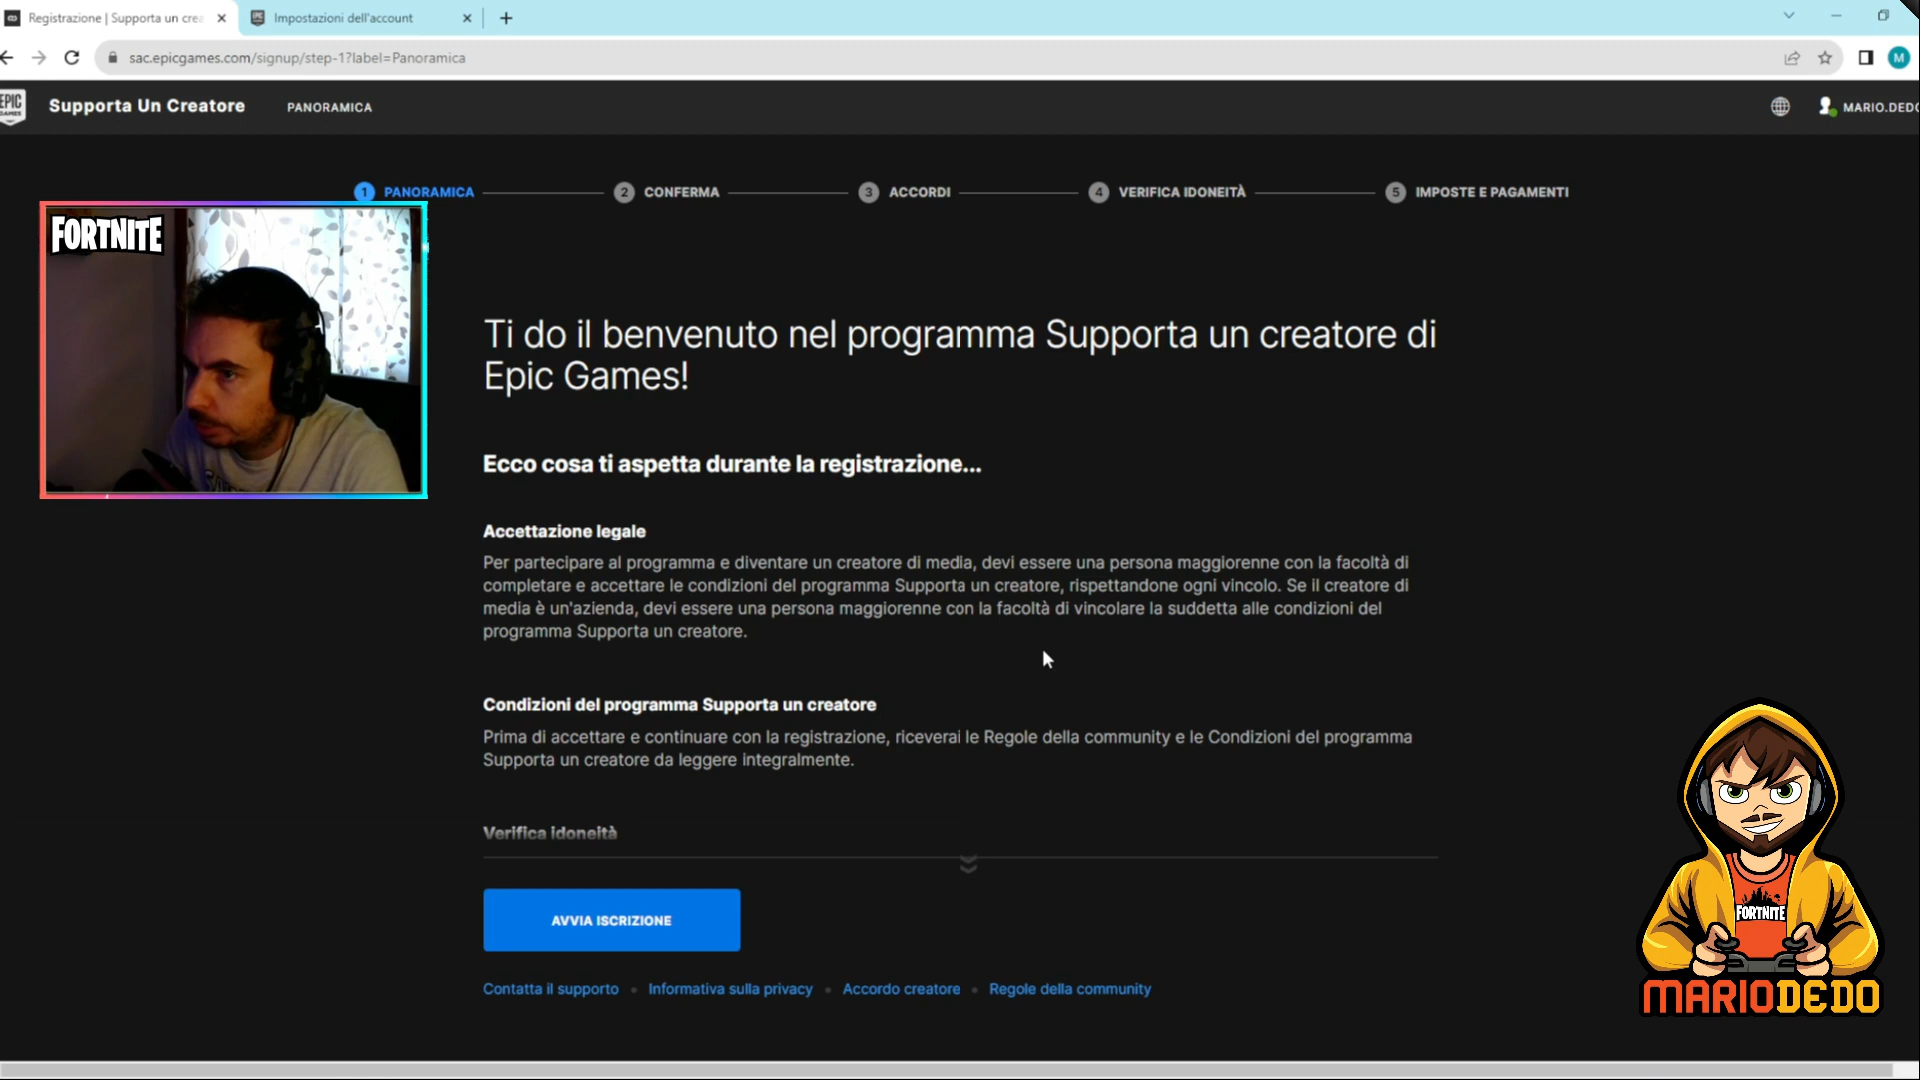 Registrazione | Supporta un crea
Impostazioni dell'account
sac.epicgames.com/signup/step-1?label=Panoramica
M
EPIC
GAMES
Supporta Un Creatore
PANORAMICA
MARIO.DEDO
1 PANORAMICA
2 CONFERMA
3 ACCORDI
4 VERIFICA IDONEITÀ
5 IMPOSTE E PAGAMENTI
FORTNITE
Ti do il benvenuto nel programma Supporta un creatore di
Epic Games!
Ecco cosa ti aspetta durante la registrazione...
Accettazione legale
Per partecipare al programma e diventare un creatore di media, devi essere una persona maggiorenne con la facoltà di
completare e accettare le condizioni del programma Supporta un creatore, rispettandone ogni vincolo. Se il creatore di
media è un'azienda, devi essere una persona maggiorenne con la facoltà di vincolare la suddetta alle condizioni del
programma Supporta un creatore.
Condizioni del programma Supporta un creatore
Prima di accettare e continuare con la registrazione, riceverai le Regole della community e le Condizioni del programma
Supporta un creatore da leggere integralmente.
Verifica idoneità
AVVIA ISCRIZIONE
Contatta il supporto • Informativa sulla privacy • Accordo creatore • Regole della community
FORTNITE
MARIODEDO